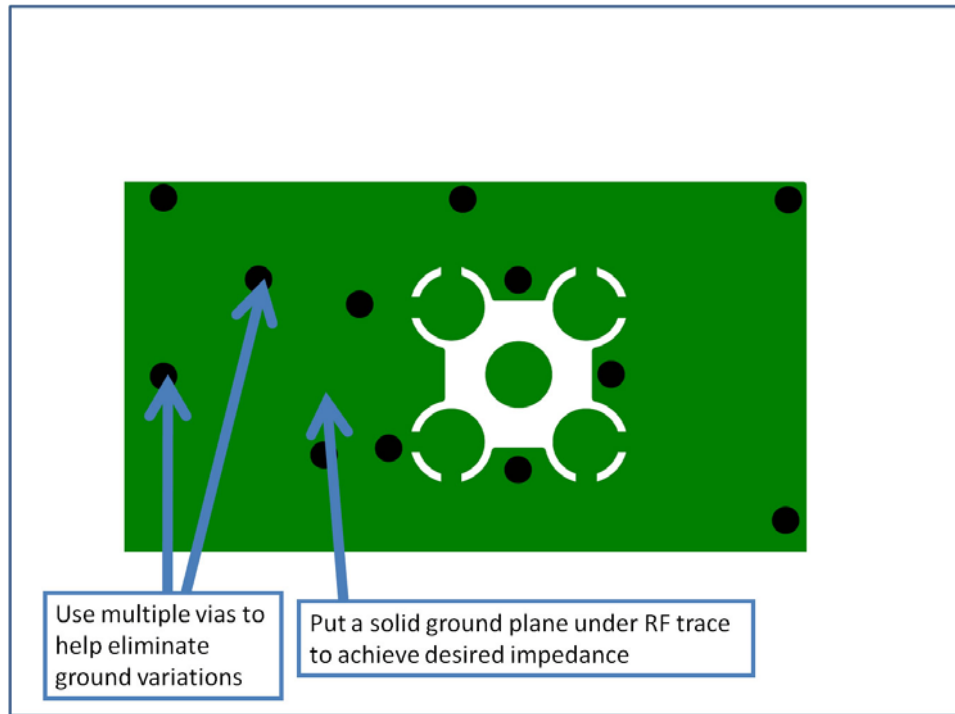 Use multiple vias to
help eliminate
ground variations
Put a solid ground plane under RF trace
to achieve desired impedance